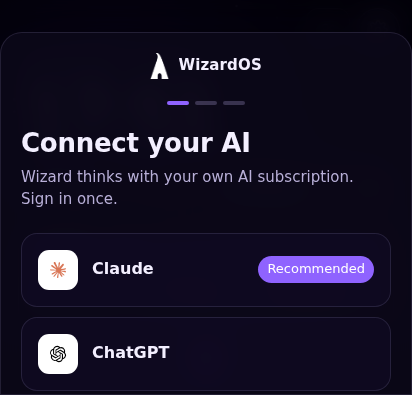 WizardOS
Connect your AI
Wizard thinks with your own AI subscription.
Sign in once.
Claude
Recommended
ChatGPT